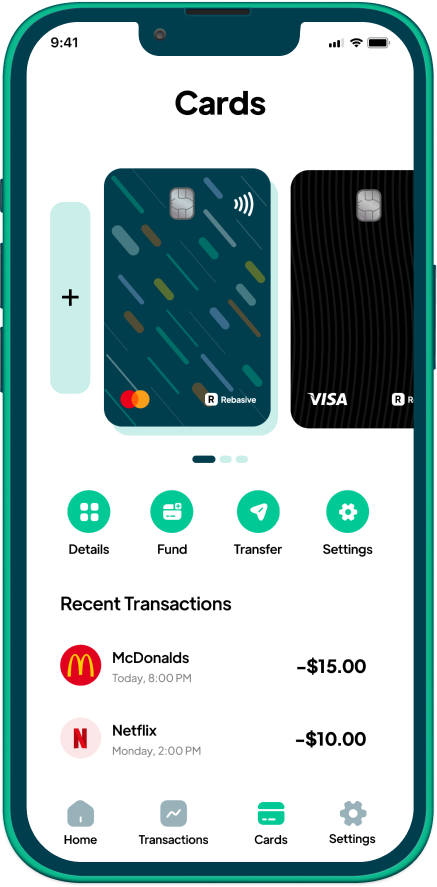 9:41
Cards
+
VISA
R Rebasive
R
Details Fund Transfer Settings
Recent Transactions
McDonalds
Today, 8:00 PM
-$15.00
N
Netflix
Monday, 2:00 PM
-$10.00
Home Transactions Cards Settings